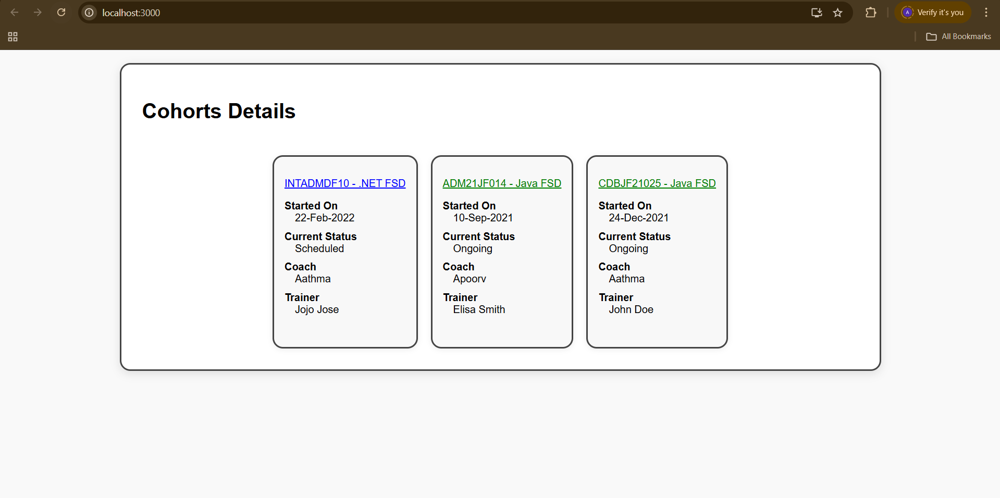 localhost:3000
A
Verify it's you
All Bookmarks
Cohorts Details
INTADMDF10 - .NET FSD
Started On
22-Feb-2022
Current Status
Scheduled
Coach
Aathma
Trainer
Jojo Jose
ADM21JF014 - Java FSD
Started On
10-Sep-2021
Current Status
Ongoing
Coach
Apoorv
Trainer
Elisa Smith
CDBJF21025 - Java FSD
Started On
24-Dec-2021
Current Status
Ongoing
Coach
Aathma
Trainer
John Doe